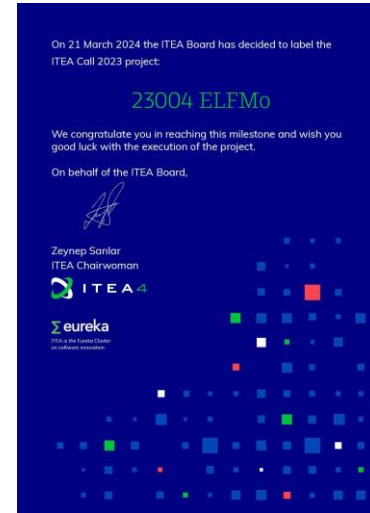 On 21 March 2024 the ITEA Board has decided to label the
ITEA Call 2023 project:
23004 ELFMo
We congratulate you in reaching this milestone and wish you
good luck with the execution of the project.
On behalf of the ITEA Board,
Zeynep Sarılar
ITEA Chairwoman
ITEA4
Σeureka
ITEA is the Eureka Cluster
on software innovation